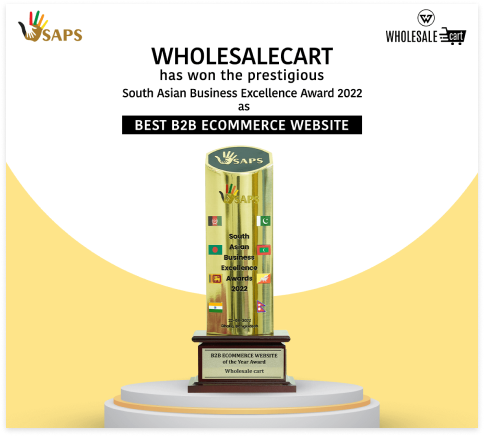 SAPS
WHOLESALE cart
WHOLESALECART
has won the prestigious
South Asian Business Excellence Award 2022
as
BEST B2B ECOMMERCE WEBSITE
SAPS
SAPS
South
Asian
Business
Excellence
Awards
2022
B2B ECOMMERCE WEBSITE
of the Year Award
Wholesale cart